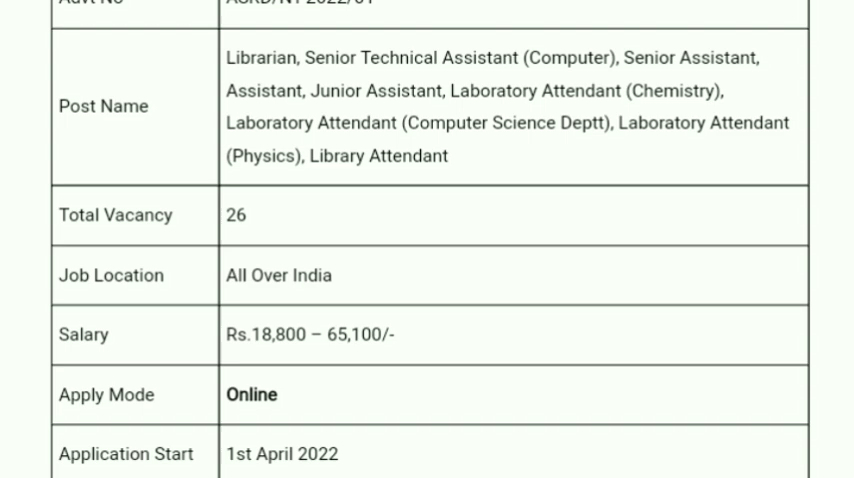 Post Name
Librarian, Senior Technical Assistant (Computer), Senior Assistant,
Assistant, Junior Assistant, Laboratory Attendant (Chemistry),
Laboratory Attendant (Computer Science Deptt), Laboratory Attendant
(Physics), Library Attendant
Total Vacancy 26
Job Location All Over India
Salary Rs.18,800 – 65,100/-
Apply Mode Online
Application Start 1st April 2022